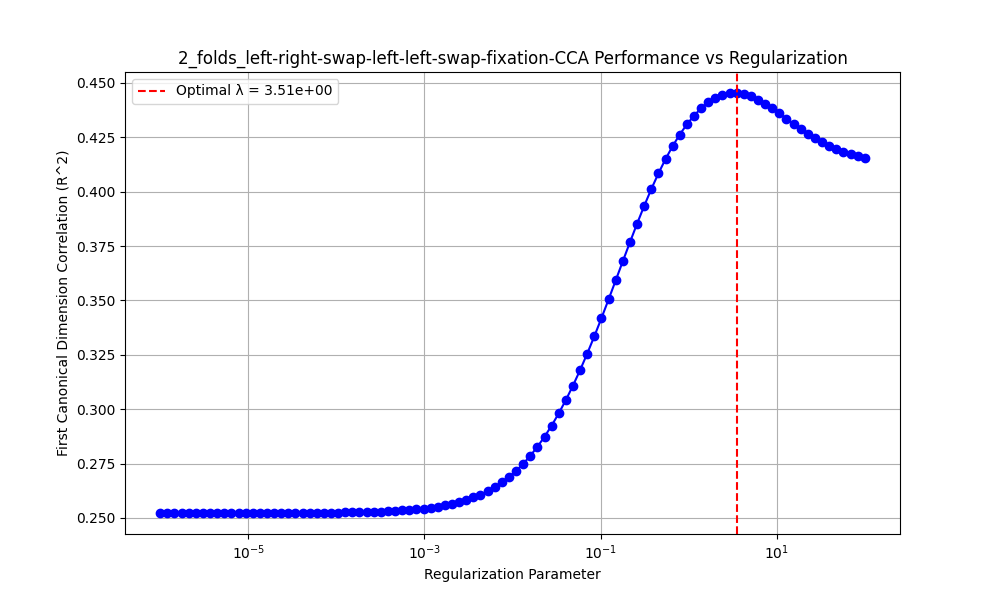 2_folds_left-right-swap-left-left-swap-fixation-CCA Performance vs Regularization
Optimal λ = 3.51e+00
First Canonical Dimension Correlation (R^2)
0.450
0.425
0.400
0.375
0.350
0.325
0.300
0.275
0.250
10⁻⁵ 10⁻³ 10⁻¹ 10¹
Regularization Parameter